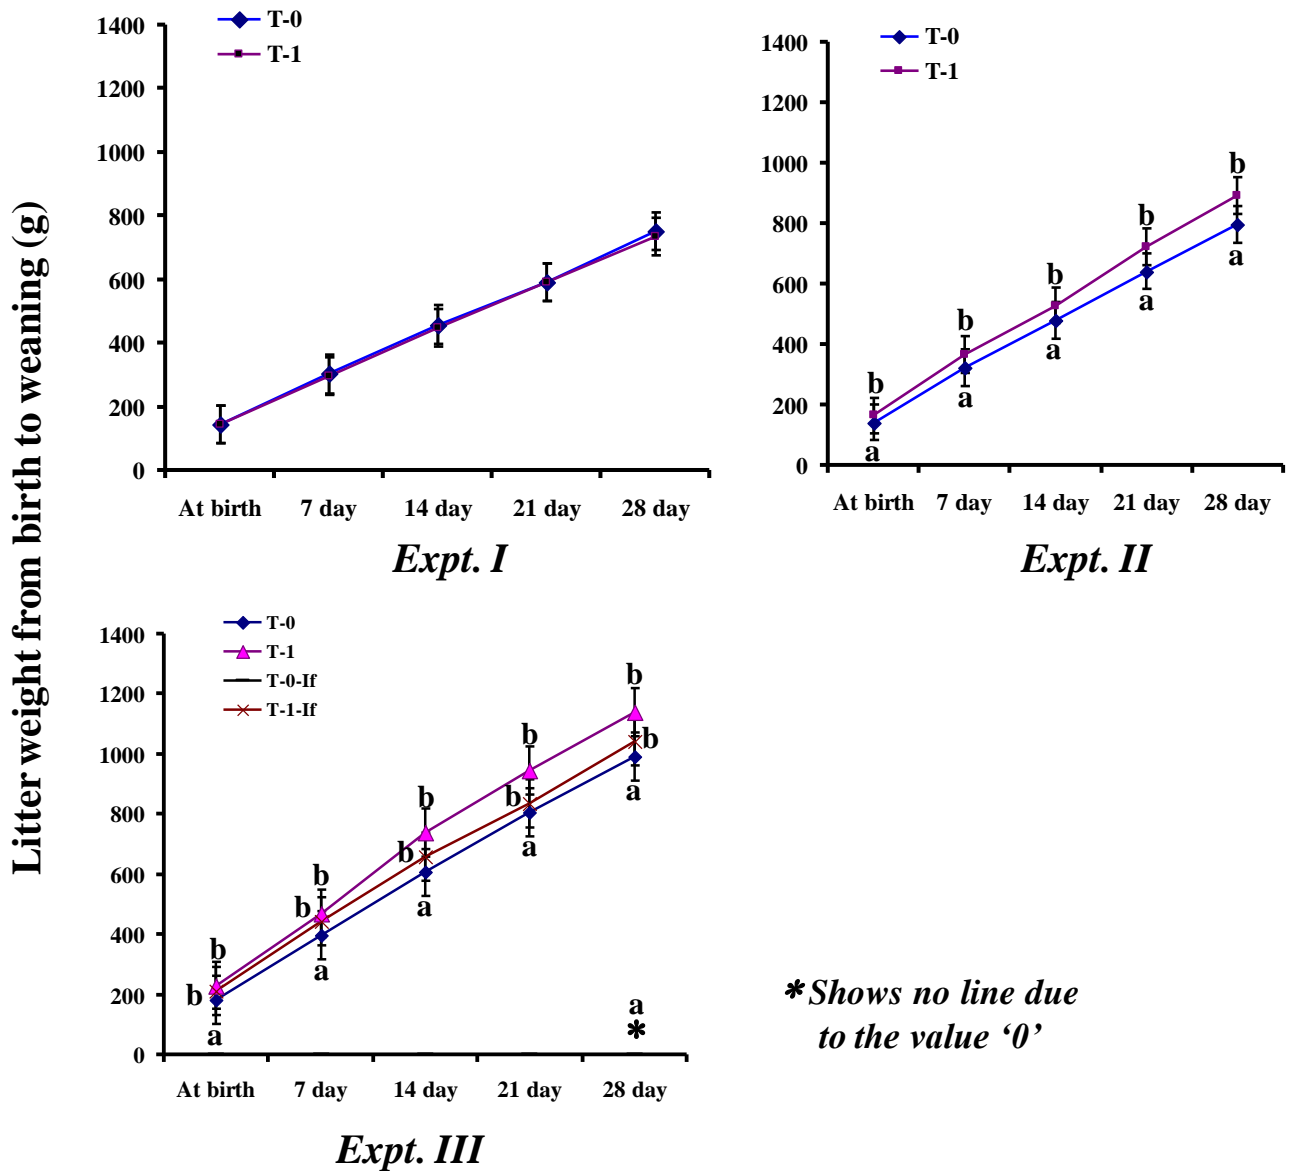 Litter weight from birth to weaning (g)
T-0
T-1
1400
1200
1000
800
600
400
200
0
At birth 7 day 14 day 21 day 28 day
Expt. I
T-0
T-1
1400
1200
1000
800
600
400
200
0
b b b b b
a a a a a
At birth 7 day 14 day 21 day 28 day
Expt. II
T-0
T-1
T-0-If
T-1-If
1400
1200
1000
800
600
400
200
0
b b b b b
b b b b b
a a a a a
a
*
At birth 7 day 14 day 21 day 28 day
Expt. III
*Shows no line due
to the value ‘0’